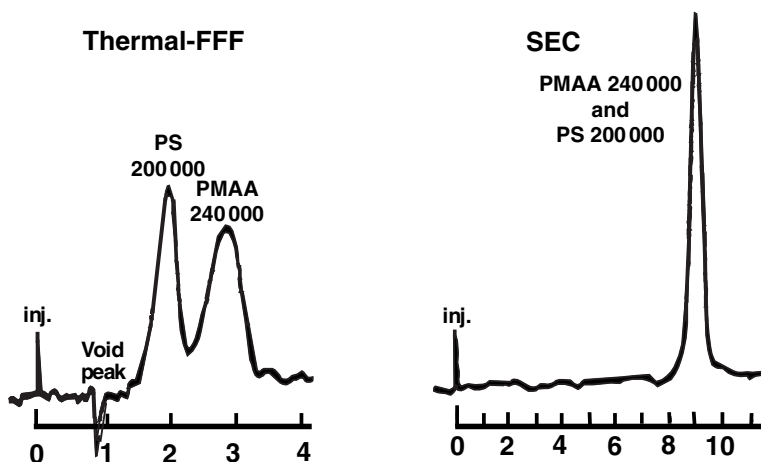 Thermal-FFF
PS
200 000
PMAA
240 000
inj.
Void
peak
0 1 2 3 4
SEC
PMAA 240 000
and
PS 200 000
inj.
0 2 4 6 8 10